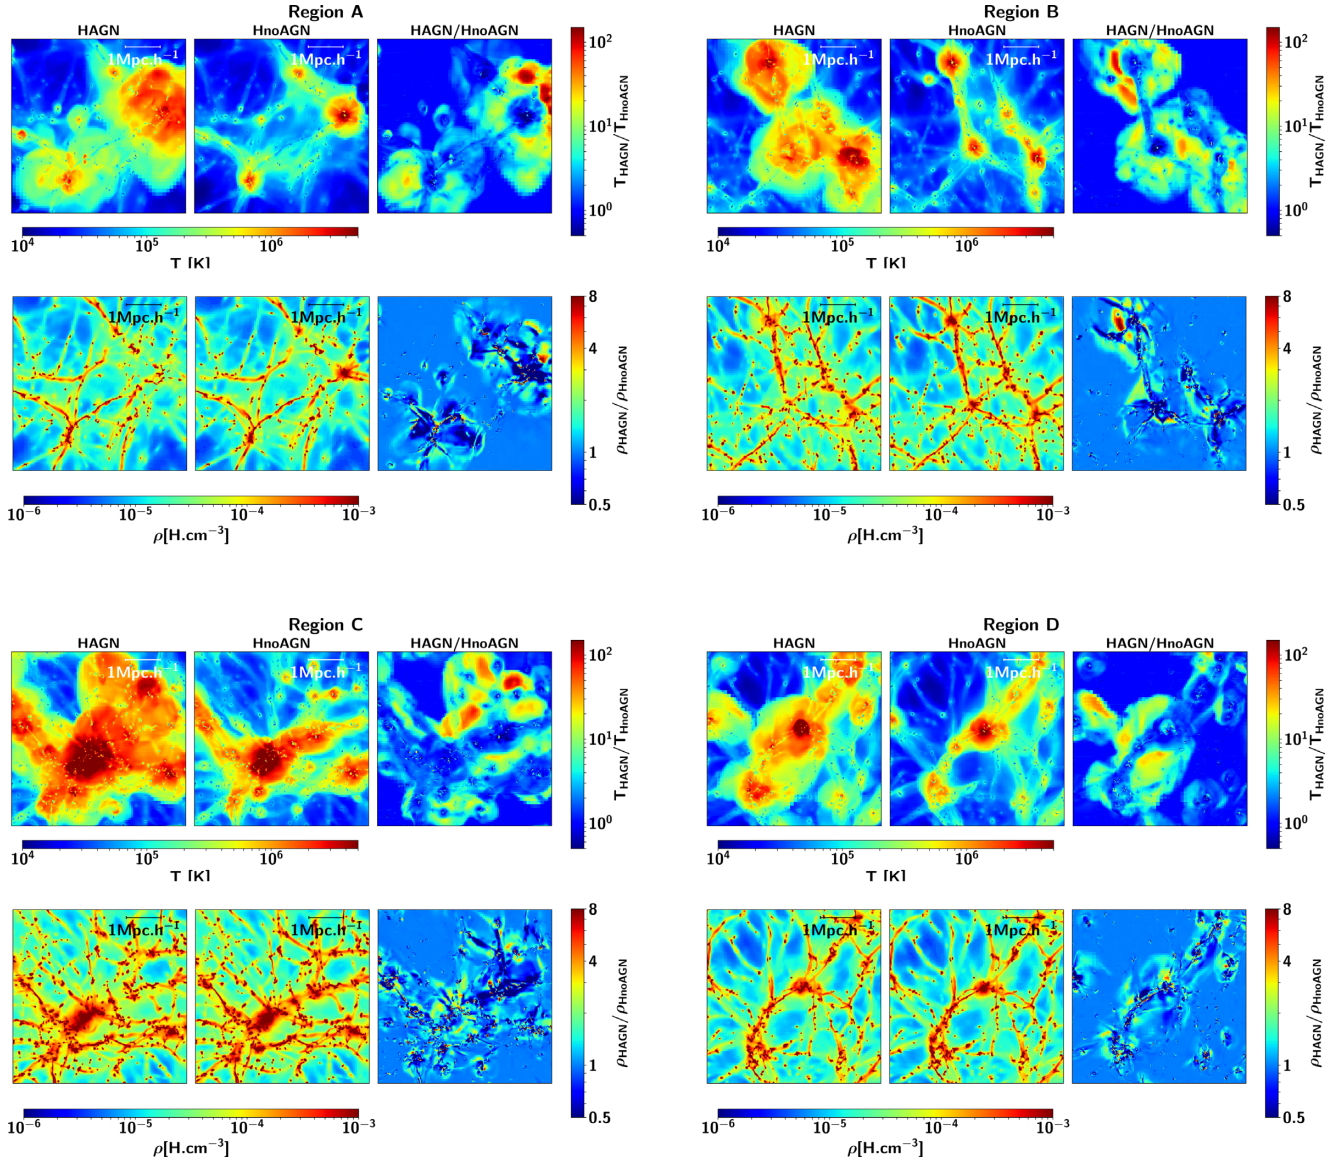 Region A
HAGN HnoAGN HAGN/HnoAGN
1Mpc.h⁻¹ 1Mpc.h⁻¹
10² 10¹ 10⁰
T_HAGN/T_HnoAGN
10⁴ 10⁵ 10⁶
T [K]
1Mpc.h⁻¹ 1Mpc.h⁻¹
8 4 1 0.5
ρ_HAGN/ρ_HnoAGN
10⁻⁶ 10⁻⁵ 10⁻⁴ 10⁻³
ρ[H.cm⁻³]
Region B
HAGN HnoAGN HAGN/HnoAGN
1Mpc.h⁻¹ 1Mpc.h⁻¹
10² 10¹ 10⁰
T_HAGN/T_HnoAGN
10⁴ 10⁵ 10⁶
T [K]
1Mpc.h⁻¹ 1Mpc.h⁻¹
8 4 1 0.5
ρ_HAGN/ρ_HnoAGN
10⁻⁶ 10⁻⁵ 10⁻⁴ 10⁻³
ρ[H.cm⁻³]
Region C
HAGN HnoAGN HAGN/HnoAGN
1Mpc.h⁻¹ 1Mpc.h⁻¹
10² 10¹ 10⁰
T_HAGN/T_HnoAGN
10⁴ 10⁵ 10⁶
T [K]
1Mpc.h⁻¹ 1Mpc.h⁻¹
8 4 1 0.5
ρ_HAGN/ρ_HnoAGN
10⁻⁶ 10⁻⁵ 10⁻⁴ 10⁻³
ρ[H.cm⁻³]
Region D
HAGN HnoAGN HAGN/HnoAGN
1Mpc.h⁻¹ 1Mpc.h⁻¹
10² 10¹ 10⁰
T_HAGN/T_HnoAGN
10⁴ 10⁵ 10⁶
T [K]
1Mpc.h⁻¹ 1Mpc.h⁻¹
8 4 1 0.5
ρ_HAGN/ρ_HnoAGN
10⁻⁶ 10⁻⁵ 10⁻⁴ 10⁻³
ρ[H.cm⁻³]